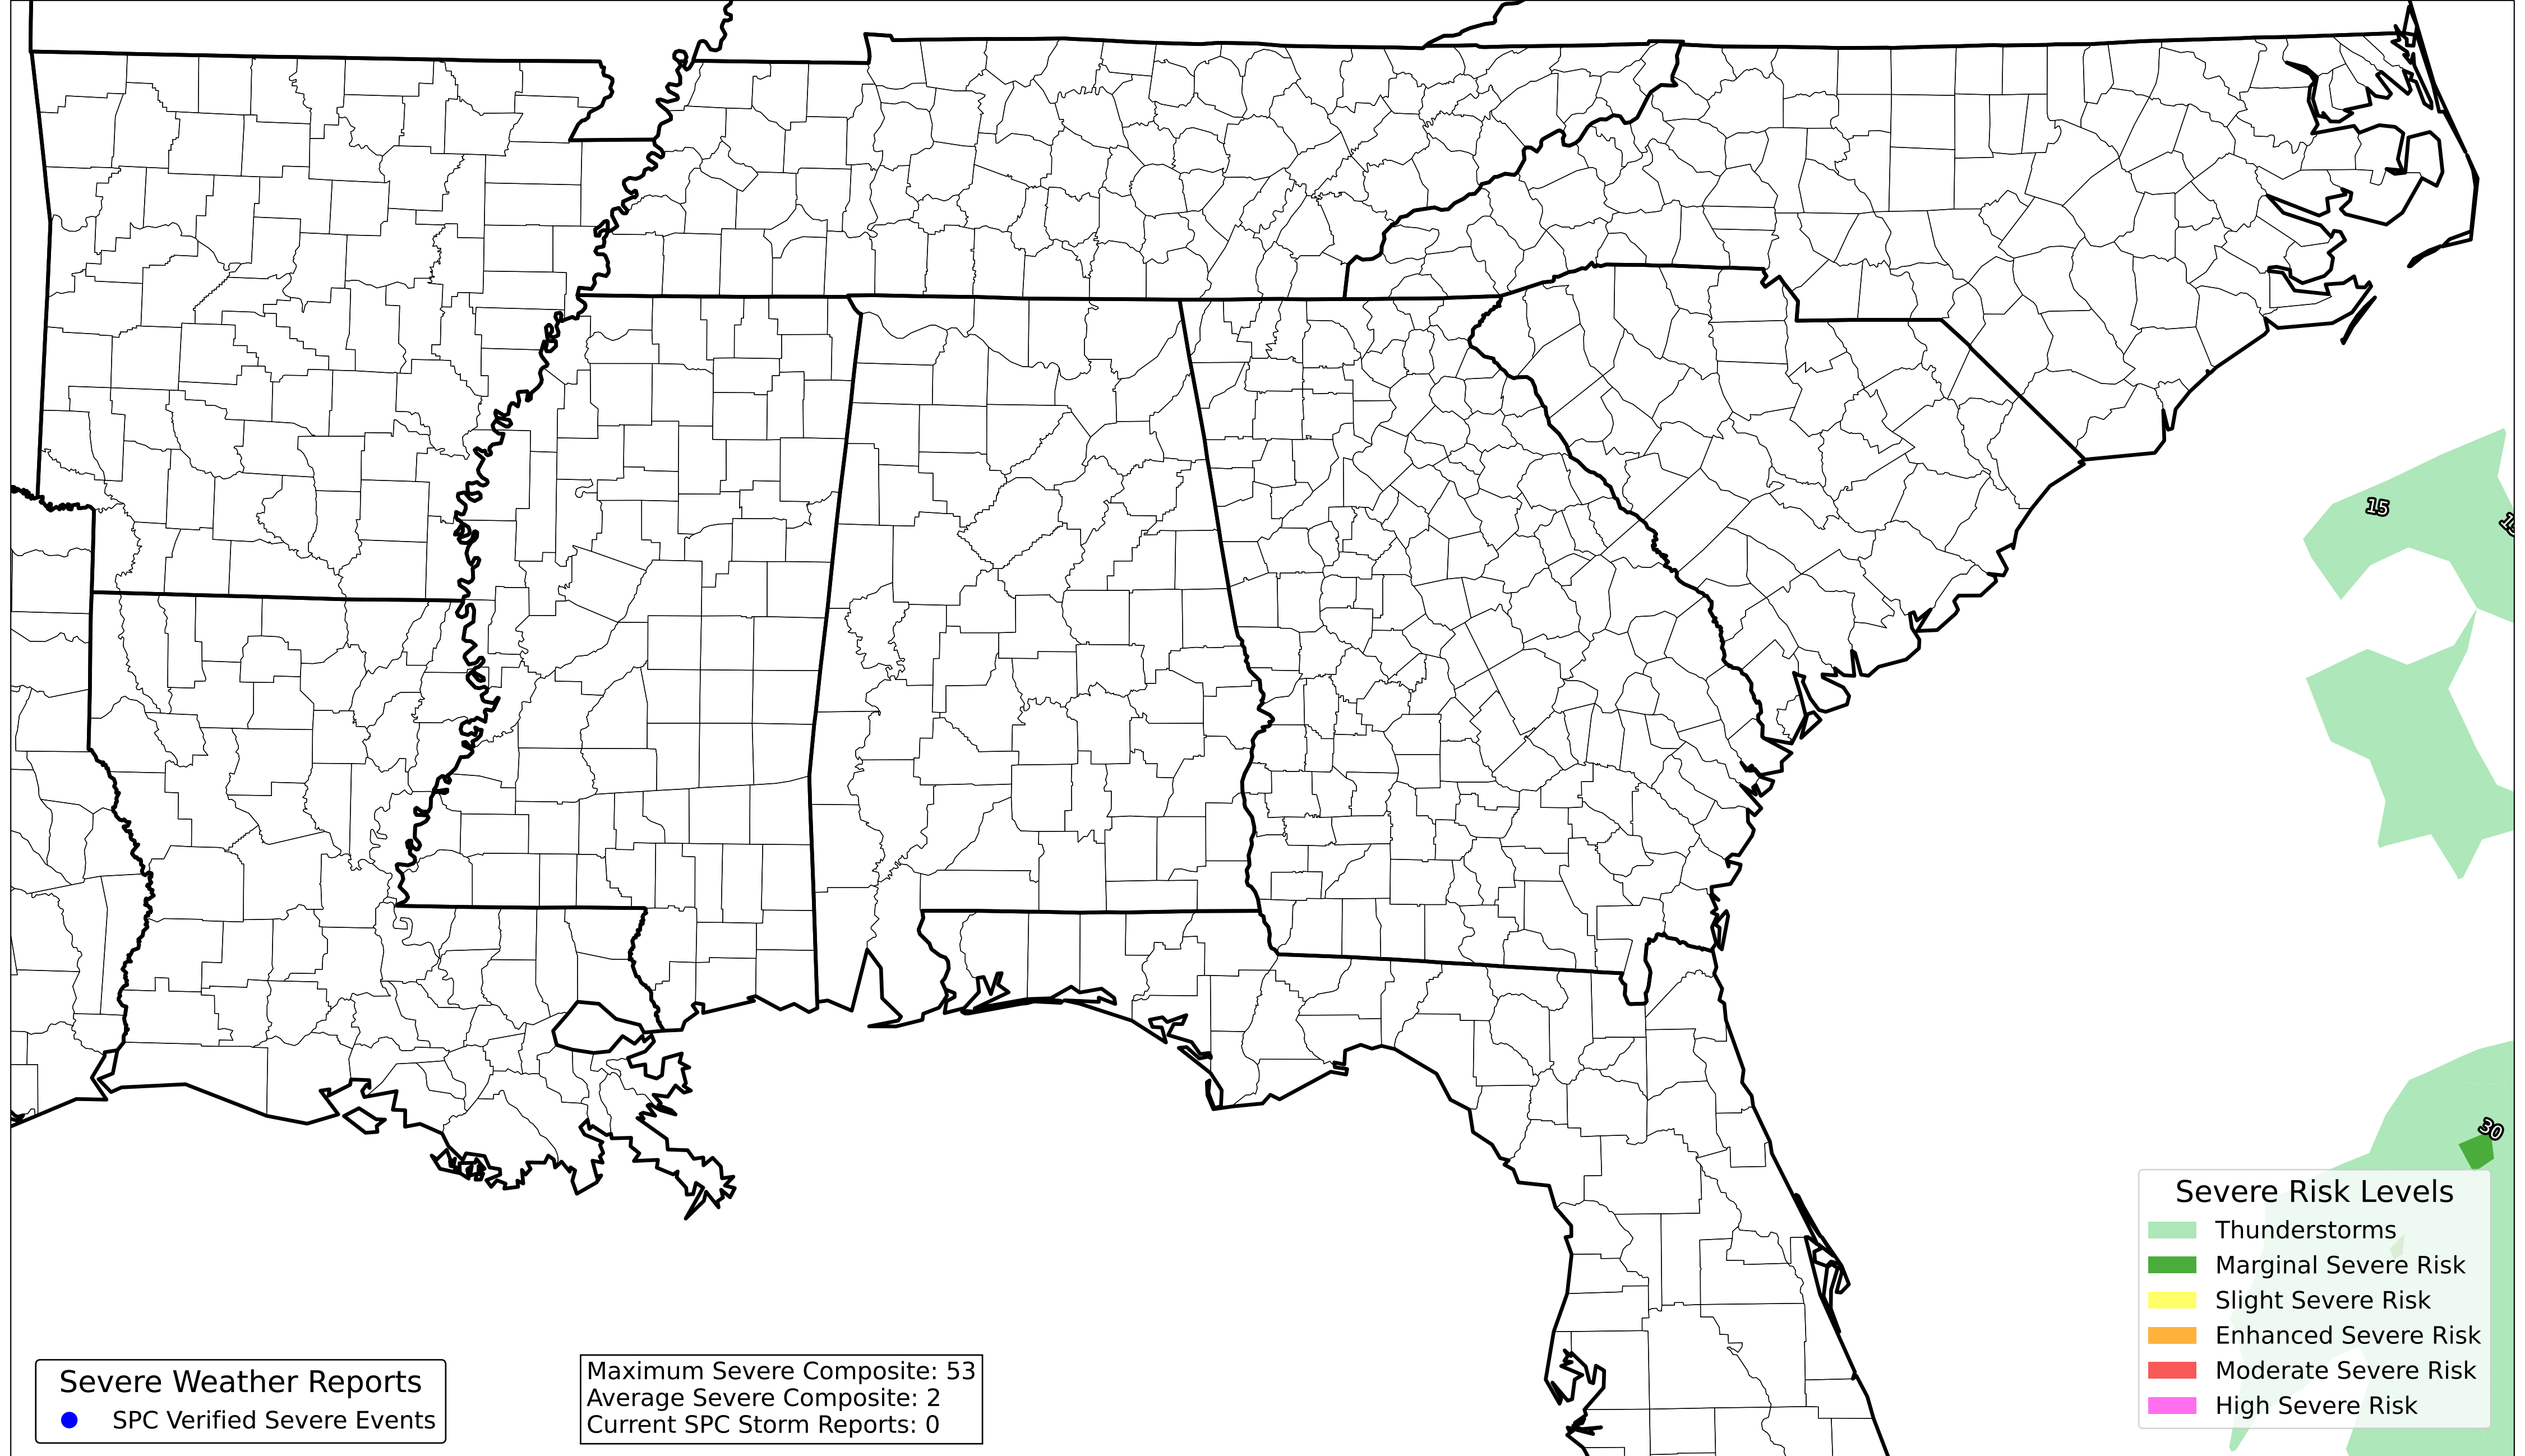 15
30
Severe Risk Levels
Thunderstorms
Marginal Severe Risk
Slight Severe Risk
Enhanced Severe Risk
Moderate Severe Risk
High Severe Risk
Severe Weather Reports
SPC Verified Severe Events
Maximum Severe Composite: 53
Average Severe Composite: 2
Current SPC Storm Reports: 0